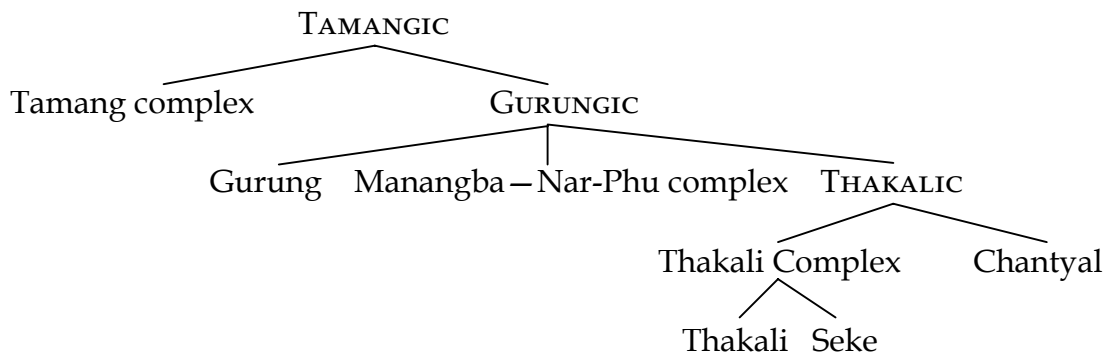 TAMANGIC
Tamang complex GURUNGIC
Gurung Manangba – Nar-Phu complex THAKALIC
Thakali Complex Chantyal
Thakali Seke